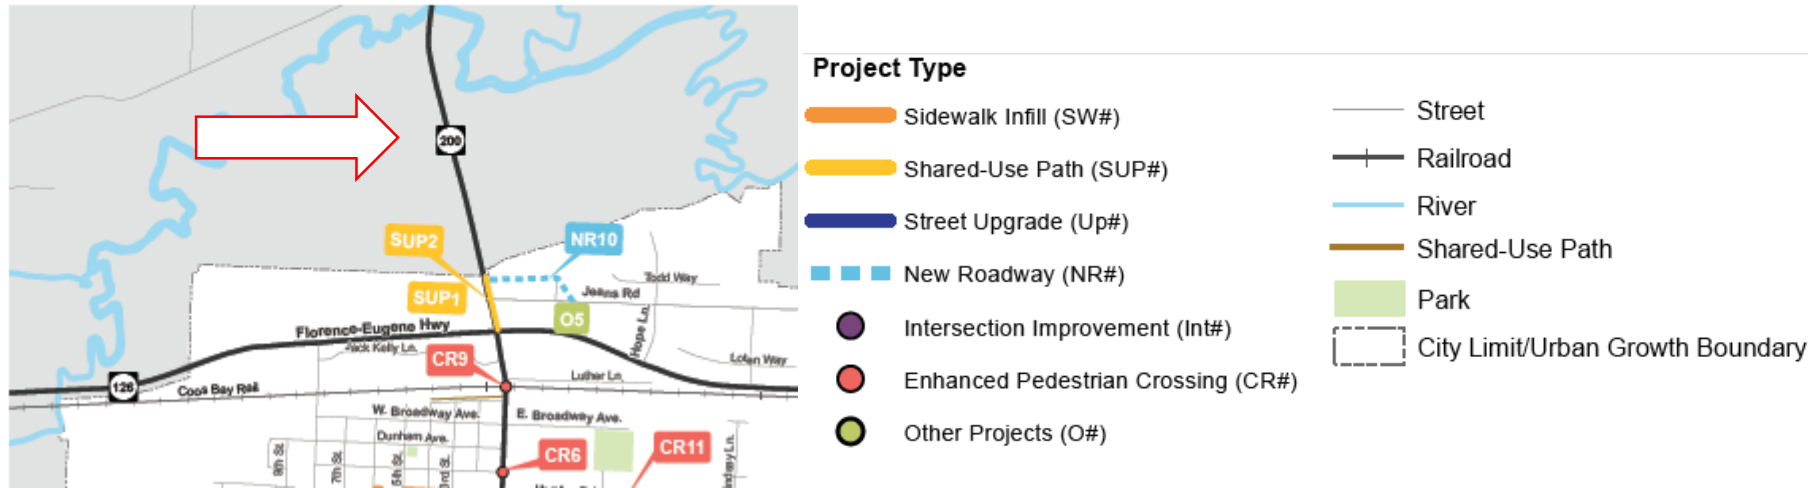 200
SUP2
NR10
Todd Way
SUP1
Jeans Rd
O5
Hope Ln.
Florence-Eugene Hwy
Jack Kelly Ln.
CR9
Lolen Way
Luther Ln.
126
Coos Bay Rail
W. Broadway Ave.
E. Broadway Ave.
Dunham Ave.
CR6
CR11
9th St.
7th St.
5th St.
3rd St.
Project Type
Sidewalk Infill (SW#)
Shared-Use Path (SUP#)
Street Upgrade (Up#)
New Roadway (NR#)
Intersection Improvement (Int#)
Enhanced Pedestrian Crossing (CR#)
Other Projects (O#)
Street
Railroad
River
Shared-Use Path
Park
City Limit/Urban Growth Boundary